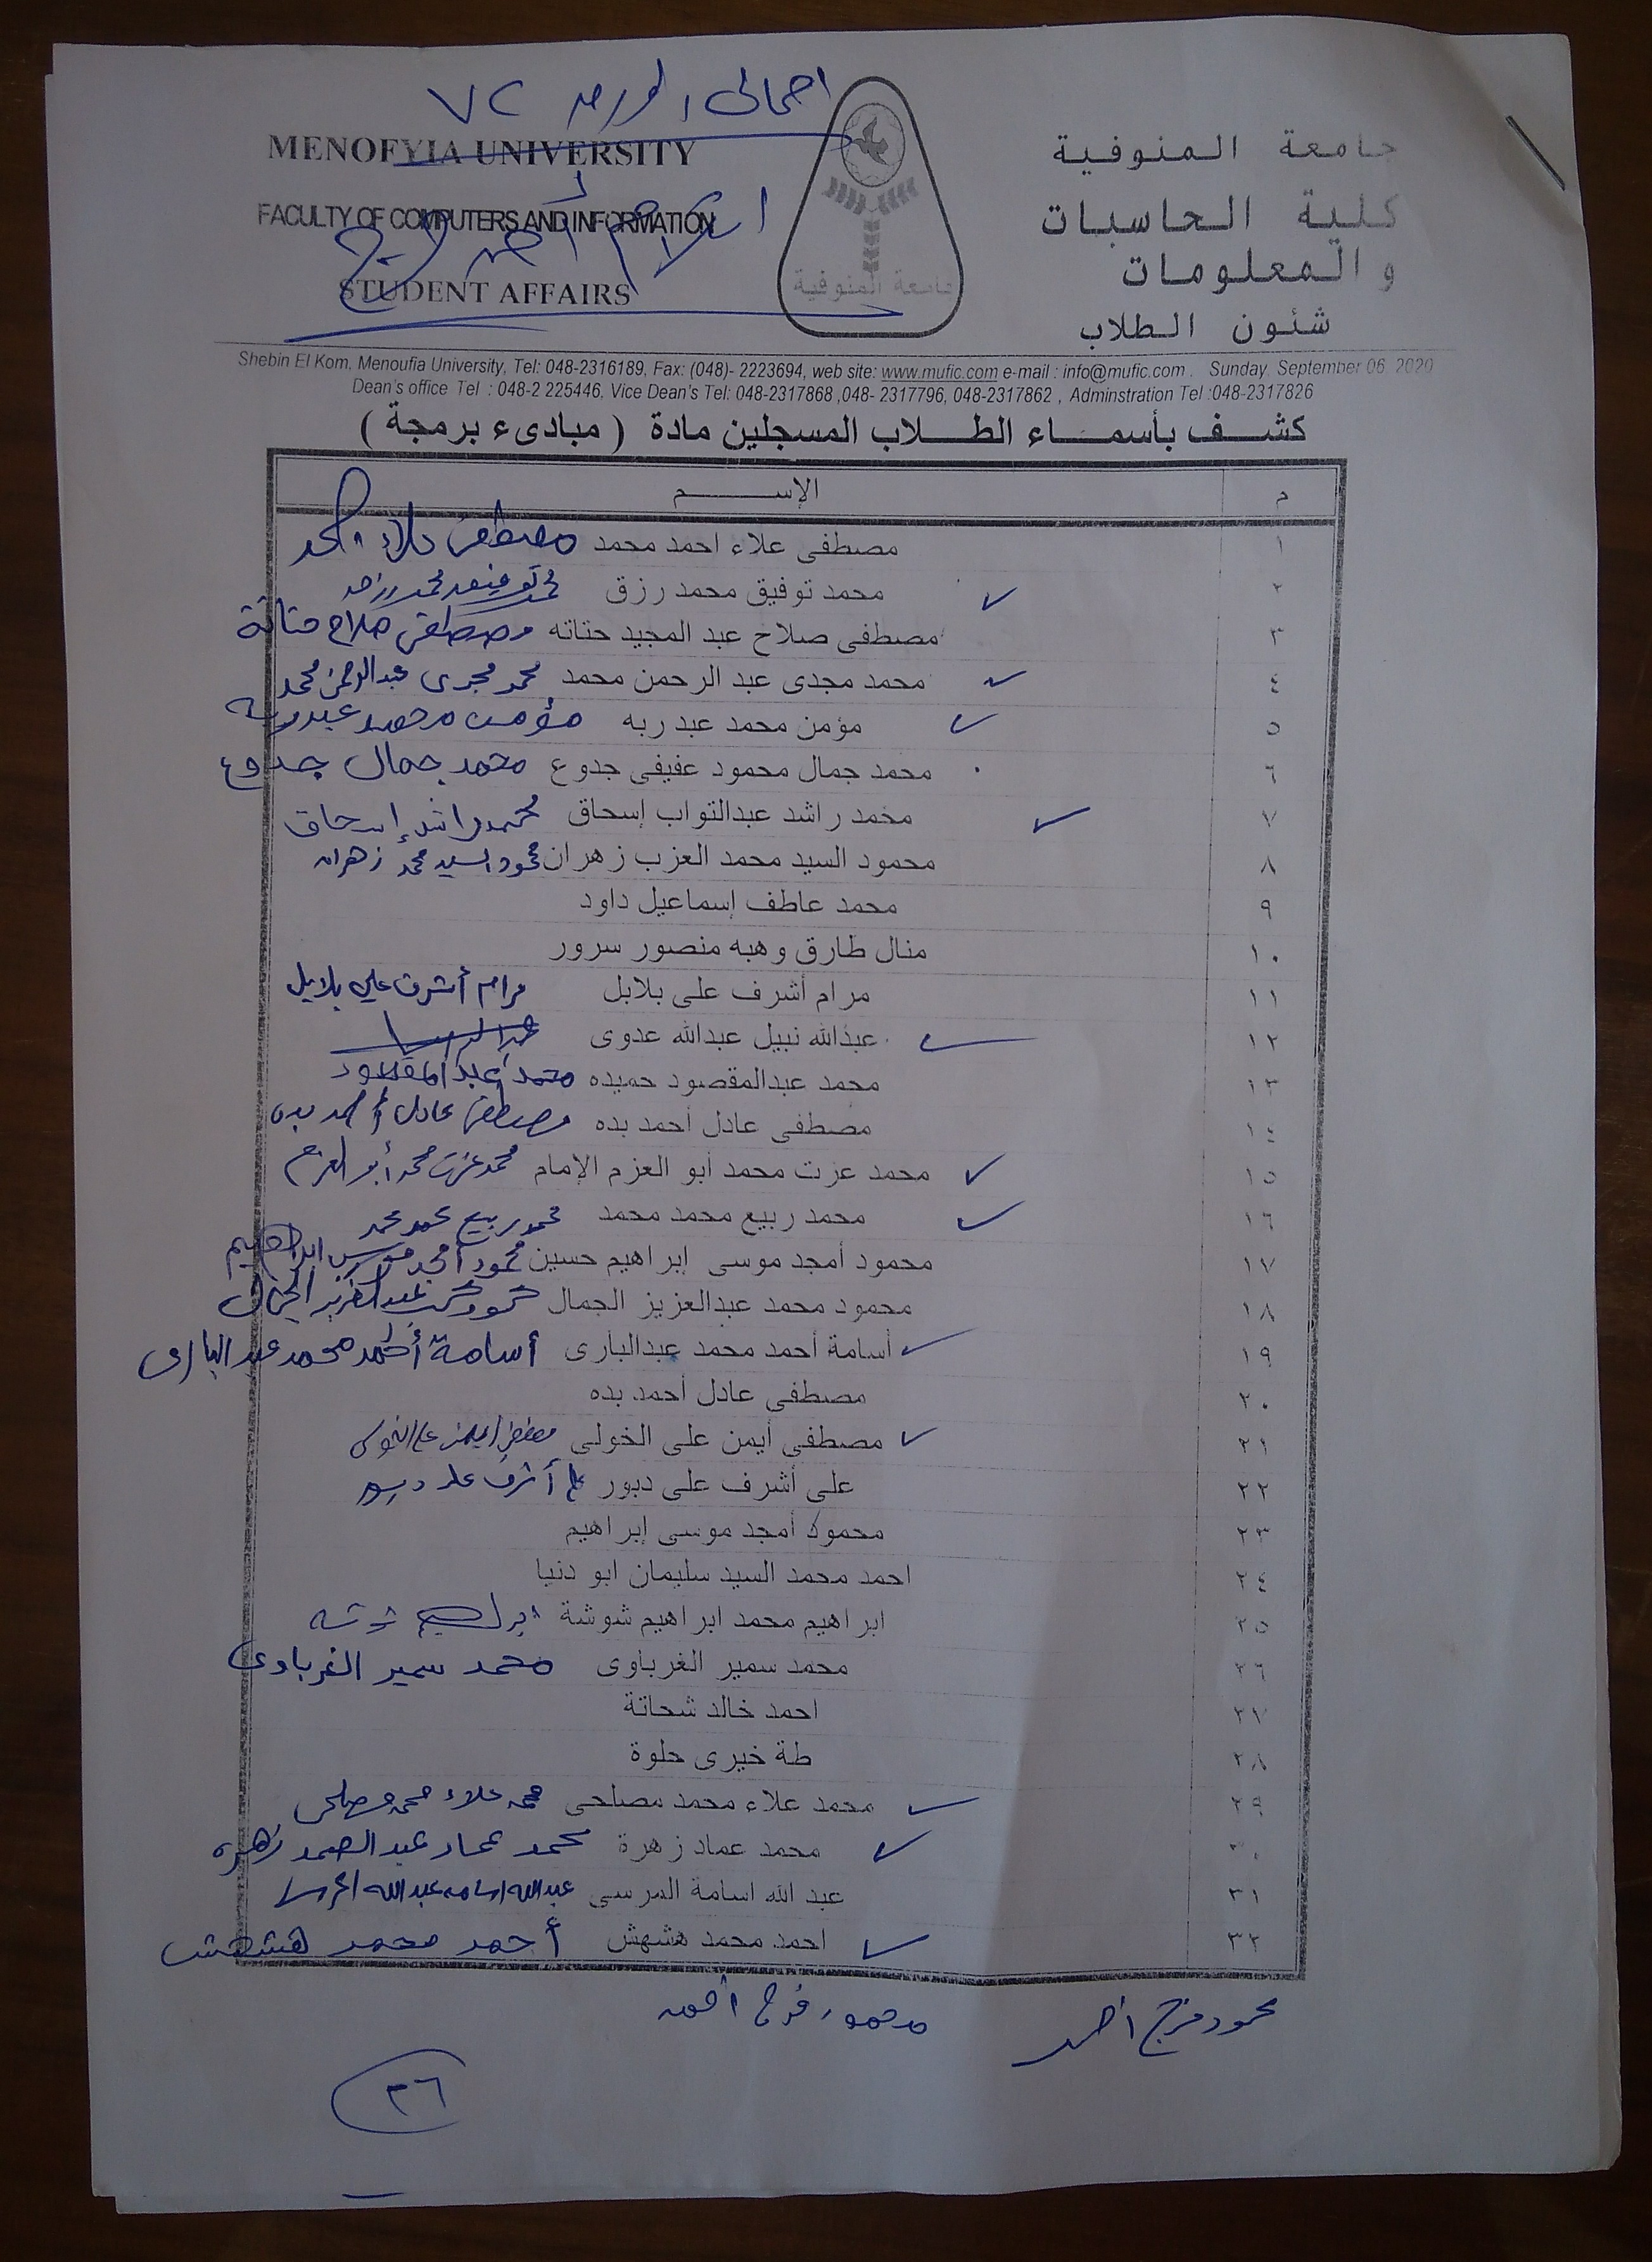 اجمالى الورق ٧٢
MENOFYIA UNIVERSITY
FACULTY OF COMPUTERS AND INFORMATION
STUDENT AFFAIRS
جامعة المنوفية
جامعة المنوفية
كلية الحاسبات
والمعلومات
شئون الطلاب
Shebin El Kom, Menoufia University, Tel: 048-2316189, Fax: (048)- 2223694, web site: www.mufic.com e-mail : info@mufic.com . Sunday, September 06, 2020
Dean's office Tel : 048-2 225446, Vice Dean's Tel: 048-2317868 ,048- 2317796, 048-2317862 , Adminstration Tel :048-2317826
كشف بأسماء الطلاب المسجلين مادة ( مبادىء برمجة )
م الإسم
١ مصطفى علاء احمد محمد مصطفى علاء احمد
٢ محمد توفيق محمد رزق محمد توفيق محمد رزق
٣ مصطفى صلاح عبد المجيد حتاته مصطفى صلاح حتاتة
٤ محمد مجدى عبد الرحمن محمد محمد مجدى عبدالرحمن محمد
٥ مؤمن محمد عبد ربه مؤمن محمد عبدربه
٦ محمد جمال محمود عفيفى جدوع محمد جمال جدوع
٧ محمد راشد عبدالتواب إسحاق محمد راشد إسحاق
٨ محمود السيد محمد العزب زهران محمود السيد محمد زهران
٩ محمد عاطف إسماعيل داود
١٠ منال طارق وهبه منصور سرور
١١ مرام أشرف على بلابل مرام أشرف علي بلابل
١٢ عبدالله نبيل عبدالله عدوى
١٣ محمد عبدالمقصود حميده محمد عبد المقصود
١٤ مصطفى عادل أحمد بده مصطفى عادل أحمد بده
١٥ محمد عزت محمد أبو العزم الإمام محمد عزت محمد أبو العزم
١٦ محمد ربيع محمد محمد محمد ربيع محمد محمد
١٧ محمود أمجد موسى إبراهيم حسين محمود أمجد موسى ابراهيم
١٨ محمود محمد عبدالعزيز الجمال محمود محمد عبدالعزيز الجمال
١٩ أسامة أحمد محمد عبدالبارى أسامة أحمد محمد عبد البارى
٢٠ مصطفى عادل أحمد بده
٢١ مصطفى أيمن على الخولى مصطفى أيمن على الخولى
٢٢ على أشرف على دبور على أشرف على دبور
٢٣ محمود أمجد موسى إبراهيم
٢٤ احمد محمد السيد سليمان ابو دنيا
٢٥ ابراهيم محمد ابراهيم شوشة ابراهيم شوشه
٢٦ محمد سمير الغرباوى محمد سمير الغرباوى
٢٧ احمد خالد شحاتة
٢٨ طة خيرى حلوة
٢٩ محمد علاء محمد مصلحى محمد علاء محمد مصلحى
٣٠ محمد عماد زهرة محمد عماد عبد الصمد زهره
٣١ عبد الله اسامة المرسى عبدالله اسامه عبدالله المرسى
٣٢ احمد محمد هشهش أحمد محمد هشهش
محمود فرج احمد محمود فرج أحمد
٢٦